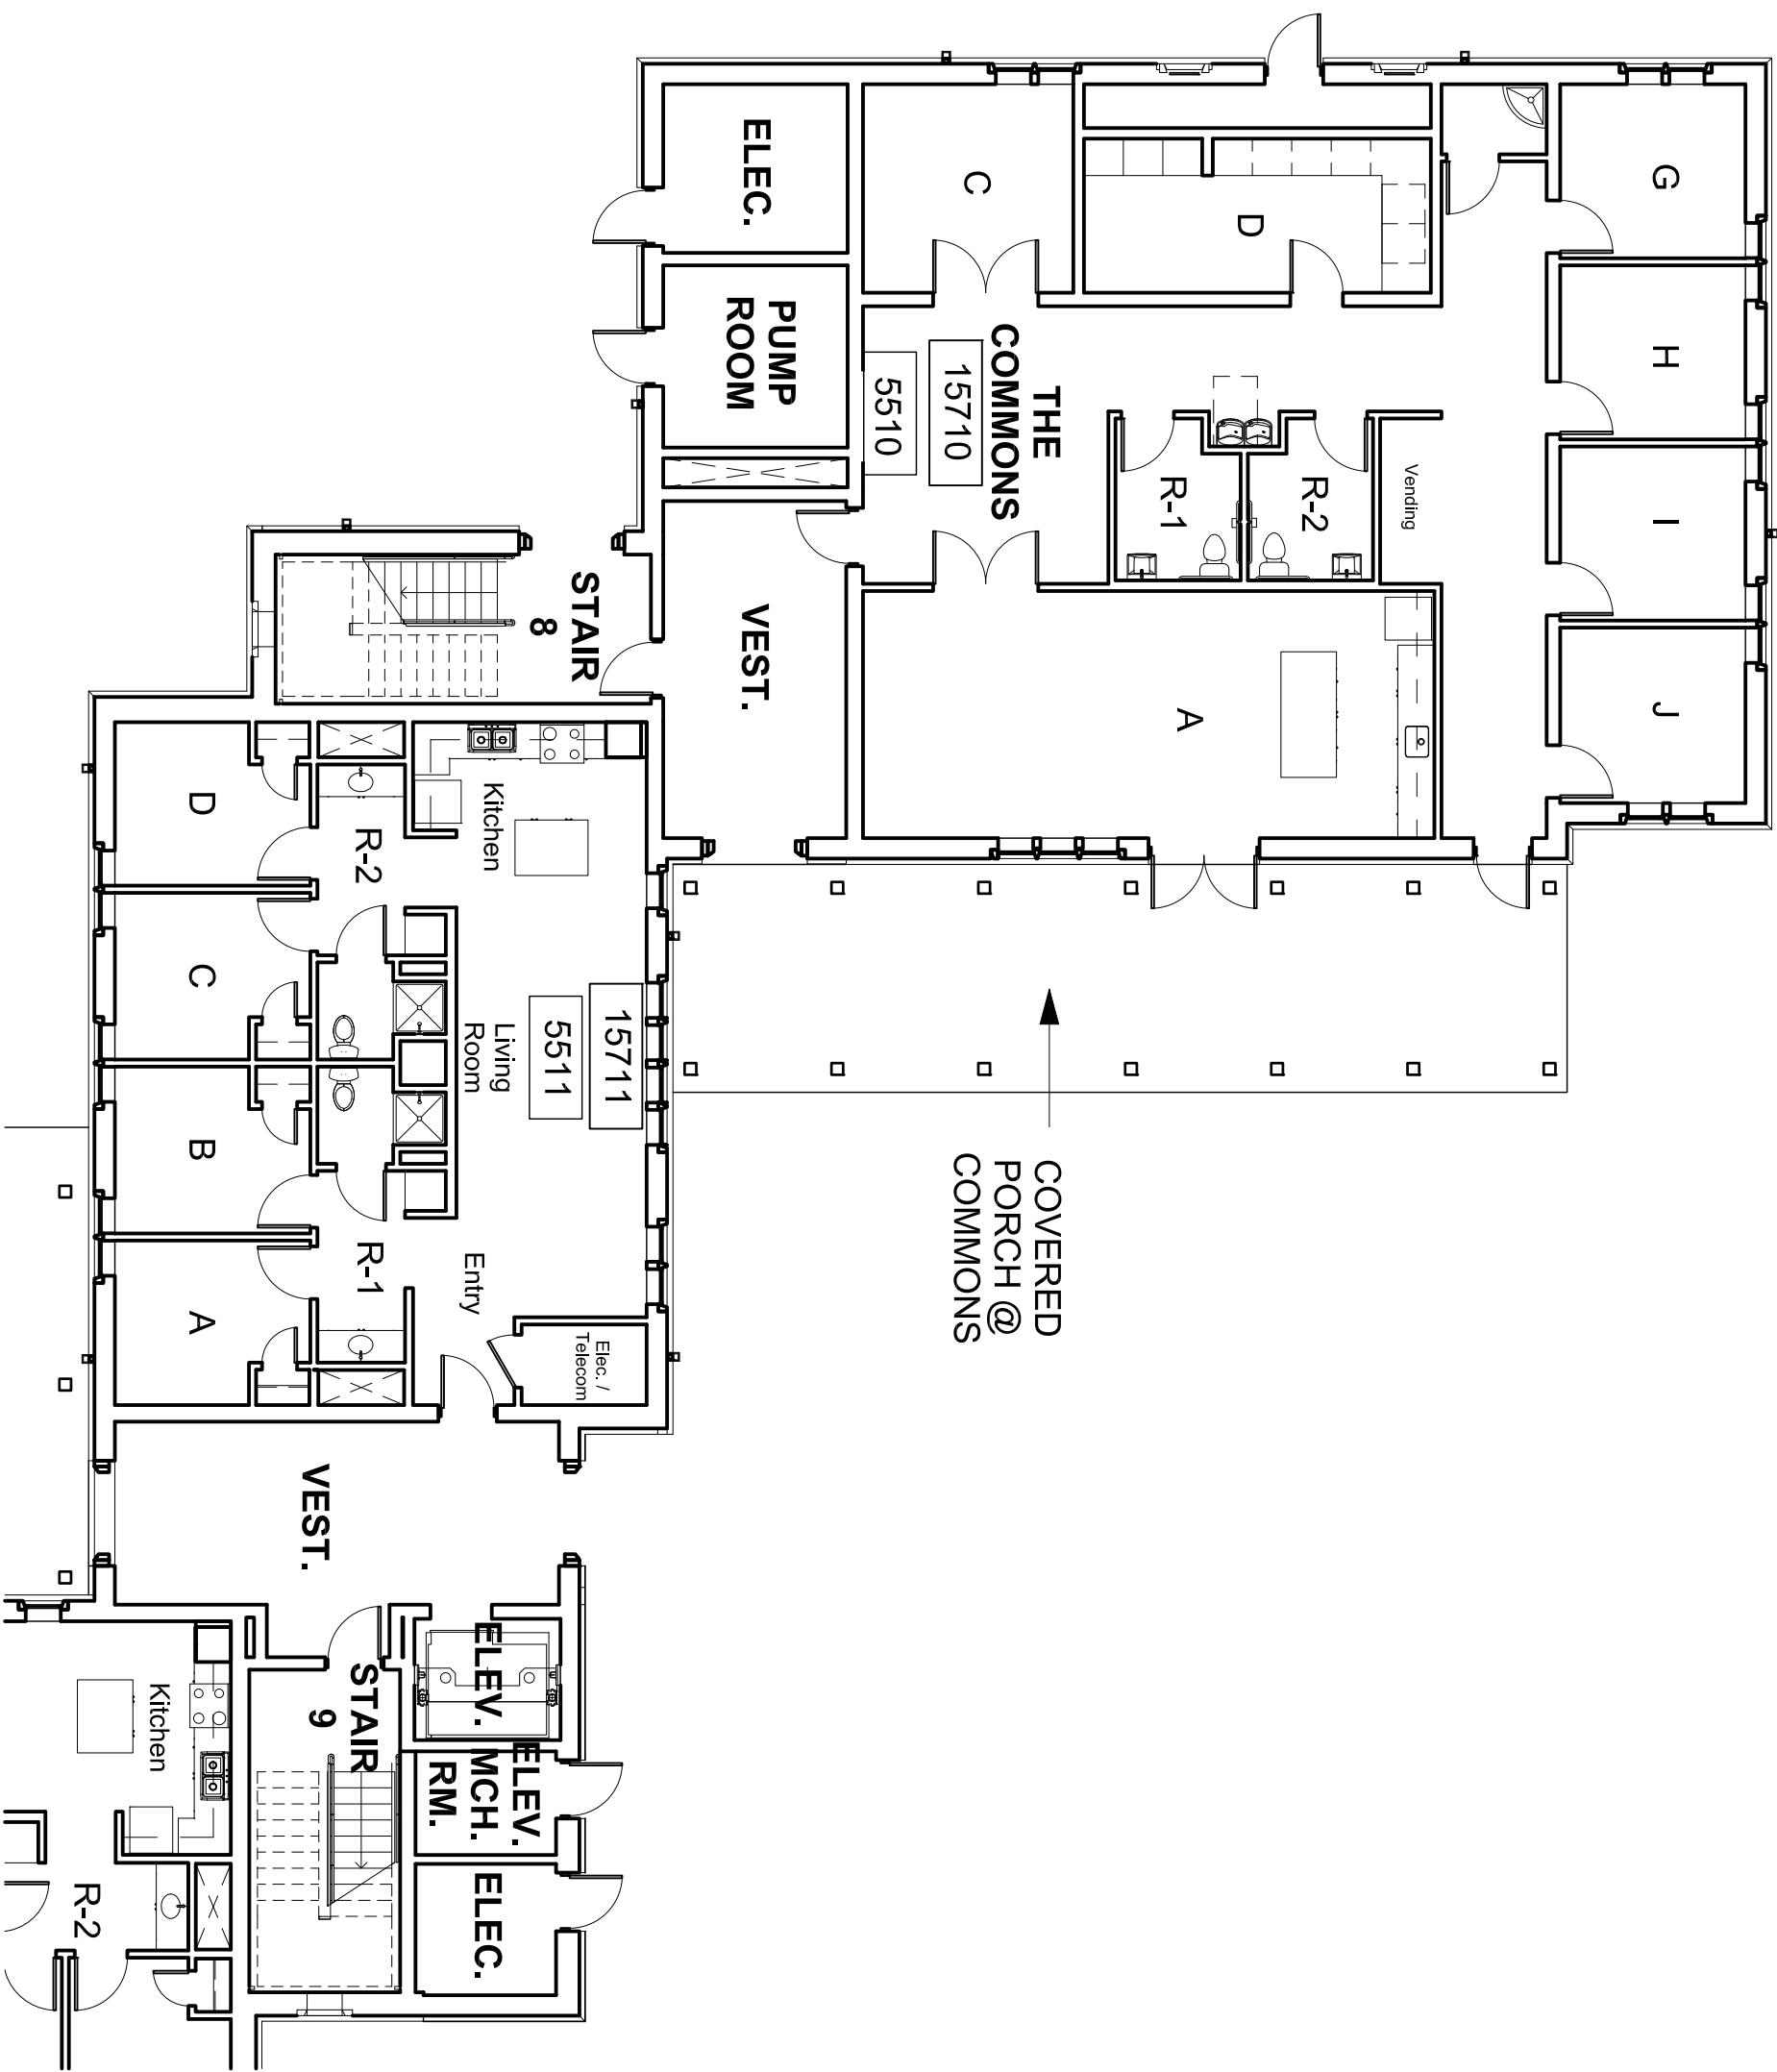 G
H
I
J
C
D
ELEC.
PUMP
ROOM
THE
COMMONS
15710
5510
Vending
R-1
R-2
A
VEST.
STAIR
8
COVERED
PORCH @
COMMONS
Kitchen
R-2
D
C
B
A
Living
Room
15711
5511
Entry
R-1
Elec. /
Telecom
VEST.
STAIR
9
ELEV.
ELEV.
MCH.
RM.
ELEC.
Kitchen
R-2